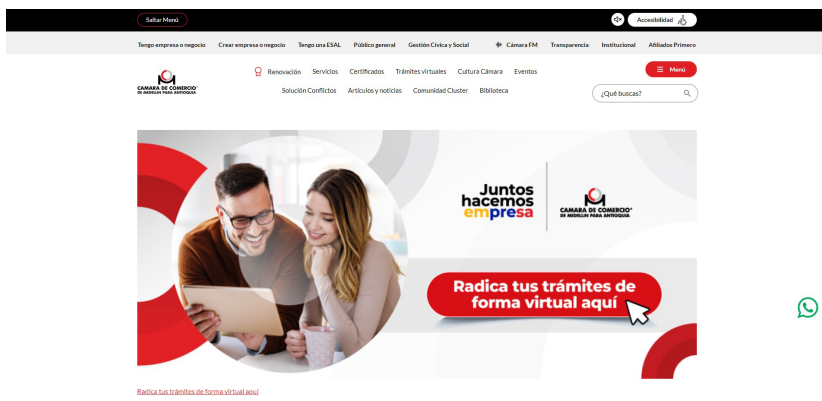 Saltar Menú
Accesibilidad
Tengo empresa o negocio Crear empresa o negocio Tengo una ESAL Público general Gestión Cívica y Social Cámara FM Transparencia Institucional Afiliados Primero
Renovación Servicios Certificados Trámites virtuales Cultura Cámara Eventos
Menú
CAMARA DE COMERCIO
DE MEDELLIN PARA ANTIOQUIA
Solución Conflictos Artículos y noticias Comunidad Cluster Biblioteca
¿Qué buscas?
Juntos
hacemos
empresa
CAMARA DE COMERCIO
DE MEDELLIN PARA ANTIOQUIA
Radica tus trámites de
forma virtual aquí
Radica tus trámites de forma virtual aquí